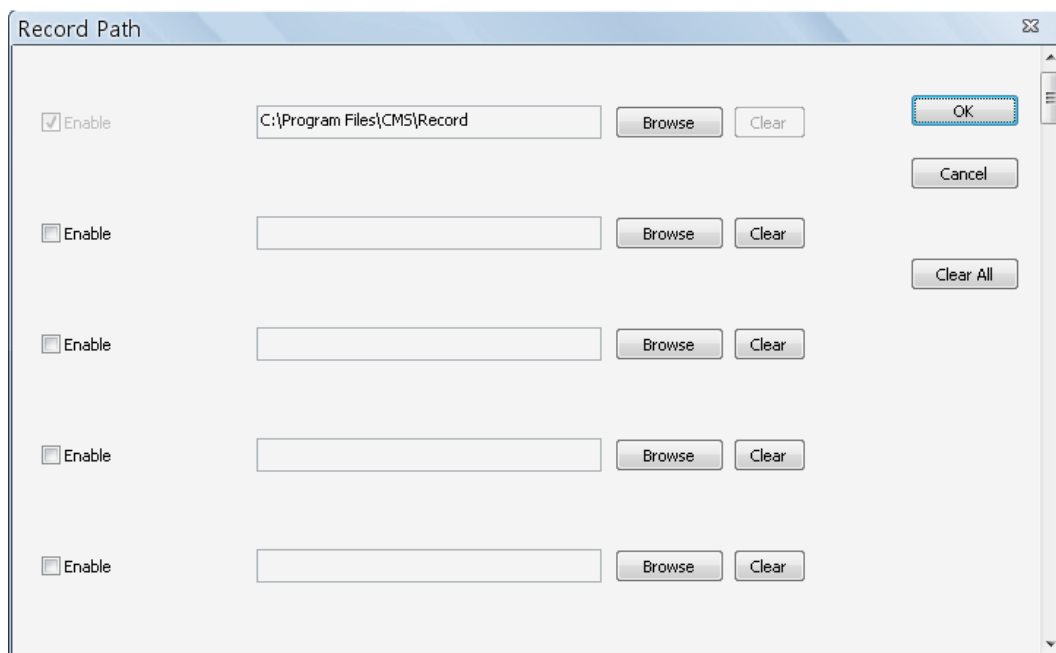 Record Path
Enable C:\Program Files\CMS\Record Browse Clear OK
Cancel
Enable Browse Clear
Clear All
Enable Browse Clear
Enable Browse Clear
Enable Browse Clear